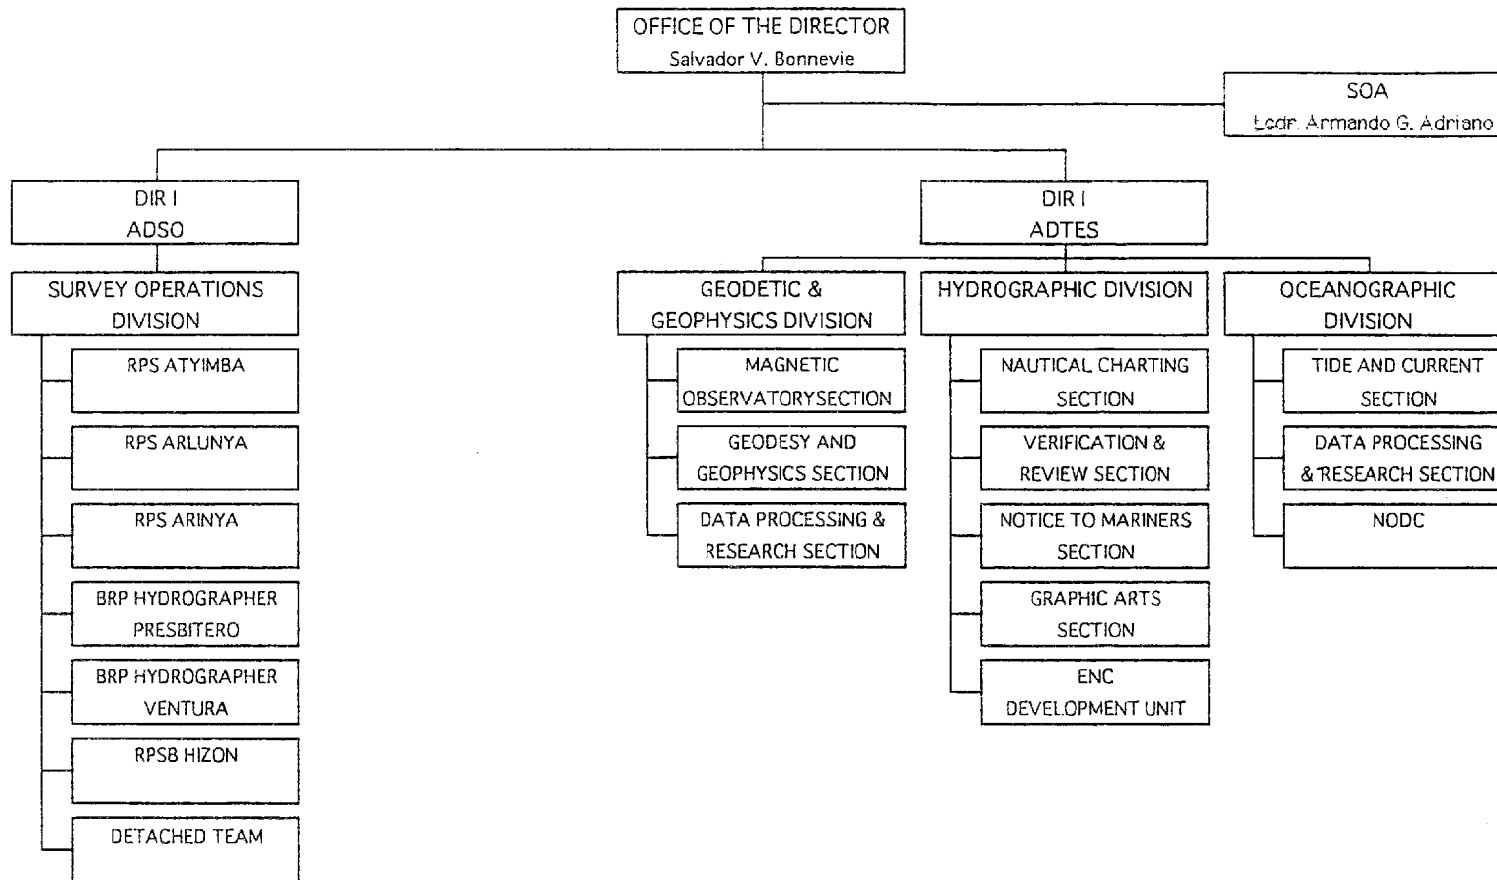 OFFICE OF THE DIRECTOR
Salvador V. Bonnevie
SOA
Lcdr. Armando G. Adriano
DIR I
ADSO
DIR I
ADTES
SURVEY OPERATIONS
DIVISION
RPS ATYIMBA
RPS ARLUNYA
RPS ARINYA
BRP HYDROGRAPHER
PRESBITERO
BRP HYDROGRAPHER
VENTURA
RPSB HIZON
DETACHED TEAM
GEODETIC &
GEOPHYSICS DIVISION
MAGNETIC
OBSERVATORY SECTION
GEODESY AND
GEOPHYSICS SECTION
DATA PROCESSING &
RESEARCH SECTION
HYDROGRAPHIC DIVISION
NAUTICAL CHARTING
SECTION
VERIFICATION &
REVIEW SECTION
NOTICE TO MARINERS
SECTION
GRAPHIC ARTS
SECTION
ENC
DEVELOPMENT UNIT
OCEANOGRAPHIC
DIVISION
TIDE AND CURRENT
SECTION
DATA PROCESSING
& RESEARCH SECTION
NODC